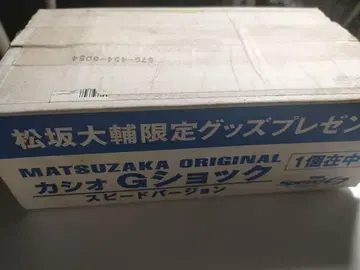 松坂大輔限定グッズプレゼン
MATSUZAKA ORIGINAL
カシオ Gショック
スピードバージョン
1個在中